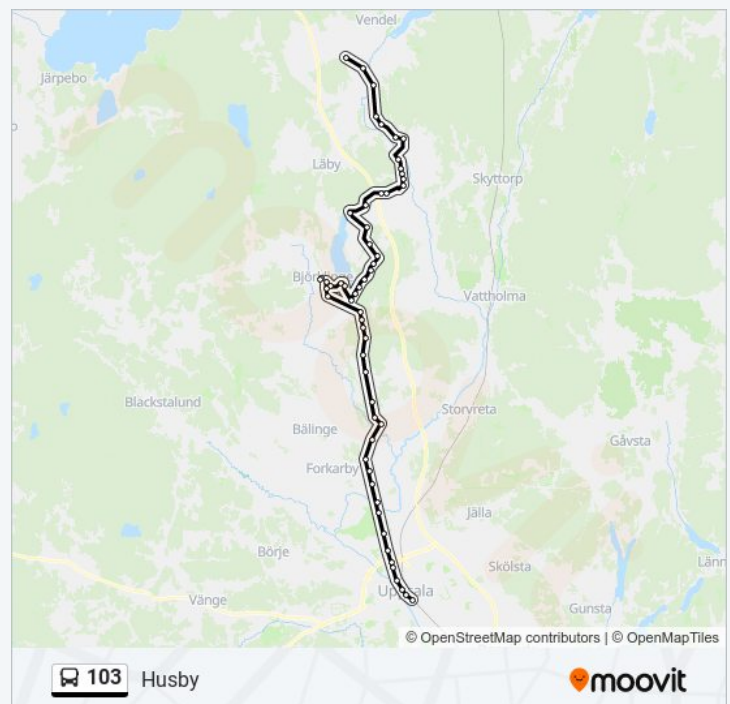 Vendel
Järpebo
Läby
Skyttorp
Björklinge
Vattholma
Blackstalund
Storvreta
Bälinge
Gåvsta
Forkarby
Jälla
Börje
Skölsta
Länn
Uppsala
Vänge
Gunsta
© OpenStreetMap contributors | © OpenMapTiles
103 Husby
moovit